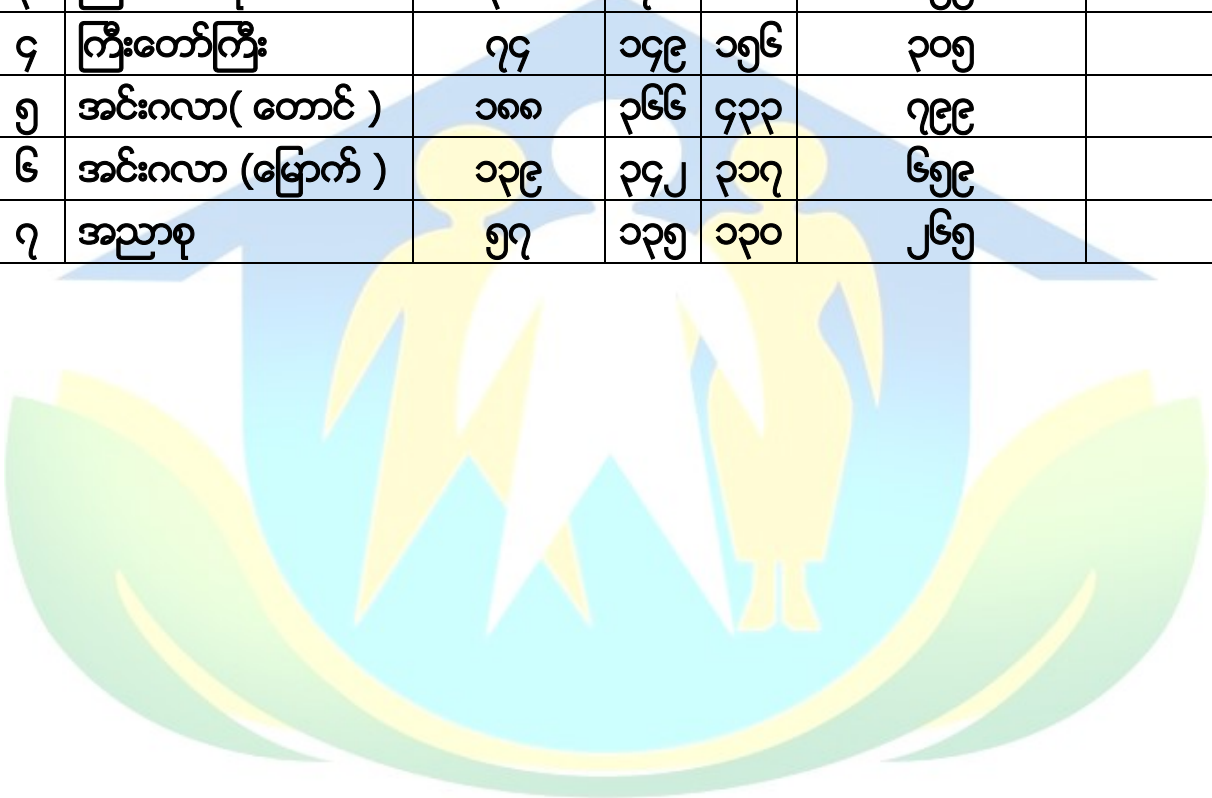 ၄ ကြီးတော်ကြီး ၇၄ ၁၄၉ ၁၅၆ ၃၀၅
၅ အင်းဂလာ( တောင် ) ၁၈၈ ၃၆၆ ၄၃၃ ၇၉၉
၆ အင်းဂလာ (မြောက် ) ၁၃၉ ၃၄၂ ၃၁၇ ၆၅၉
၇ အညာစု ၅၇ ၁၃၅ ၁၃၀ ၂၆၅